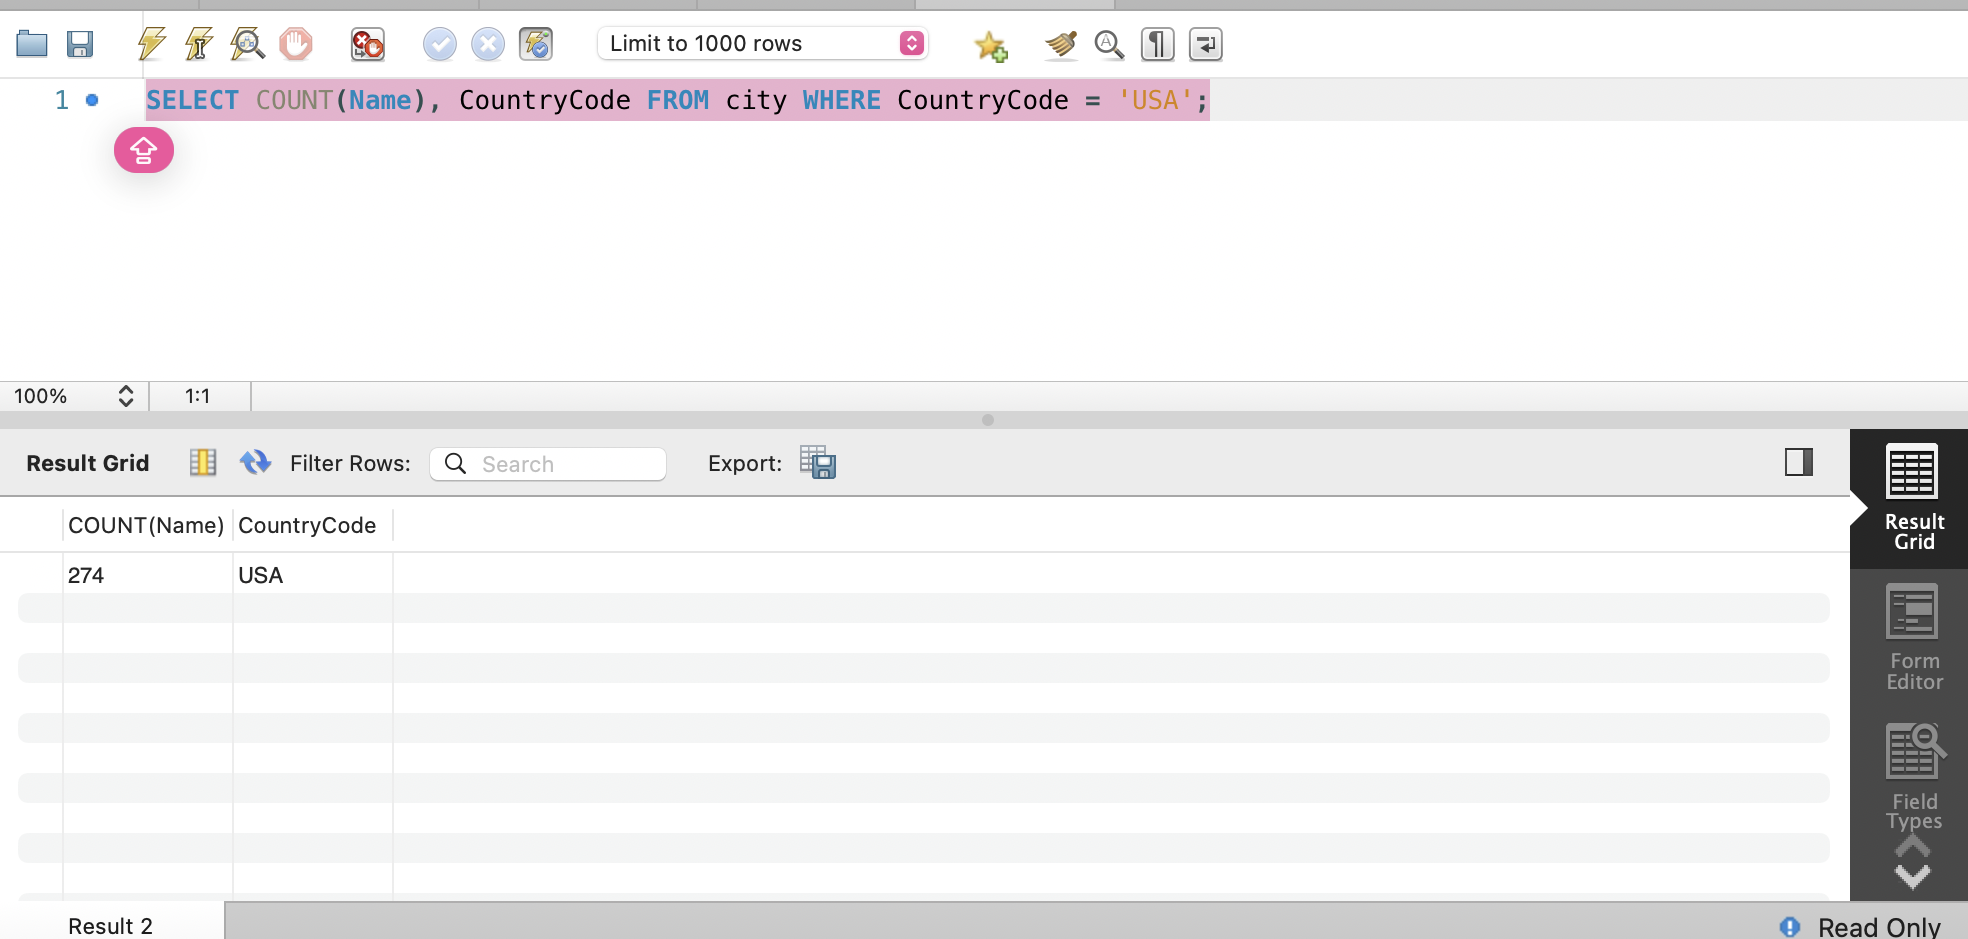 Limit to 1000 rows
1 SELECT COUNT(Name), CountryCode FROM city WHERE CountryCode = 'USA';
100% 1:1
Result Grid Filter Rows: Search Export:
COUNT(Name) CountryCode
274 USA
Result
Grid
Form
Editor
Field
Types
Result 2 Read Only